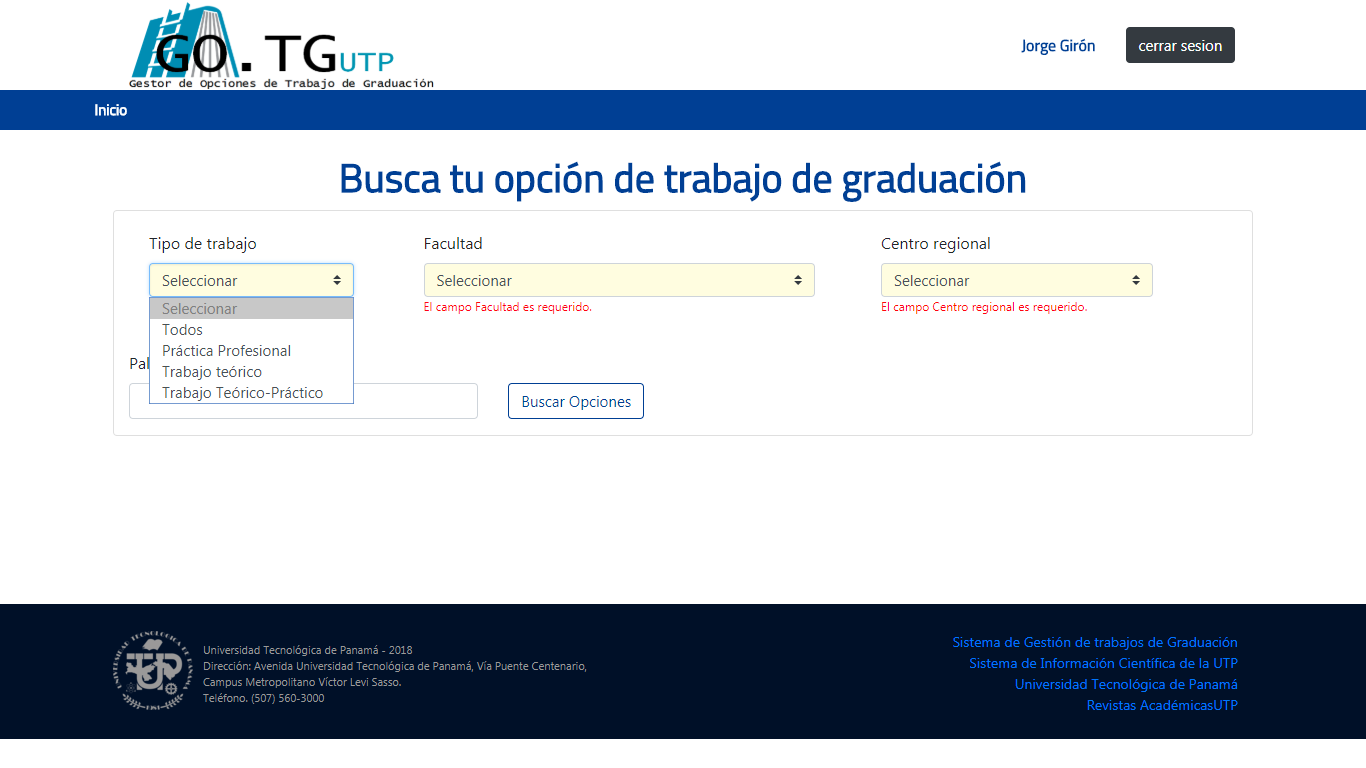 GO.TG UTP
Gestor de Opciones de Trabajo de Graduación
Jorge Girón
cerrar sesion
Inicio
Busca tu opción de trabajo de graduación
Tipo de trabajo
Facultad
Centro regional
Seleccionar
Seleccionar
Seleccionar
El campo Facultad es requerido.
El campo Centro regional es requerido.
Seleccionar
Todos
Práctica Profesional
Trabajo teórico
Trabajo Teórico-Práctico
Pal
Buscar Opciones
UTP
Universidad Tecnológica de Panamá - 2018
Dirección: Avenida Universidad Tecnológica de Panamá, Vía Puente Centenario,
Campus Metropolitano Víctor Levi Sasso.
Teléfono. (507) 560-3000
Sistema de Gestión de trabajos de Graduación
Sistema de Información Científica de la UTP
Universidad Tecnológica de Panamá
Revistas AcadémicasUTP